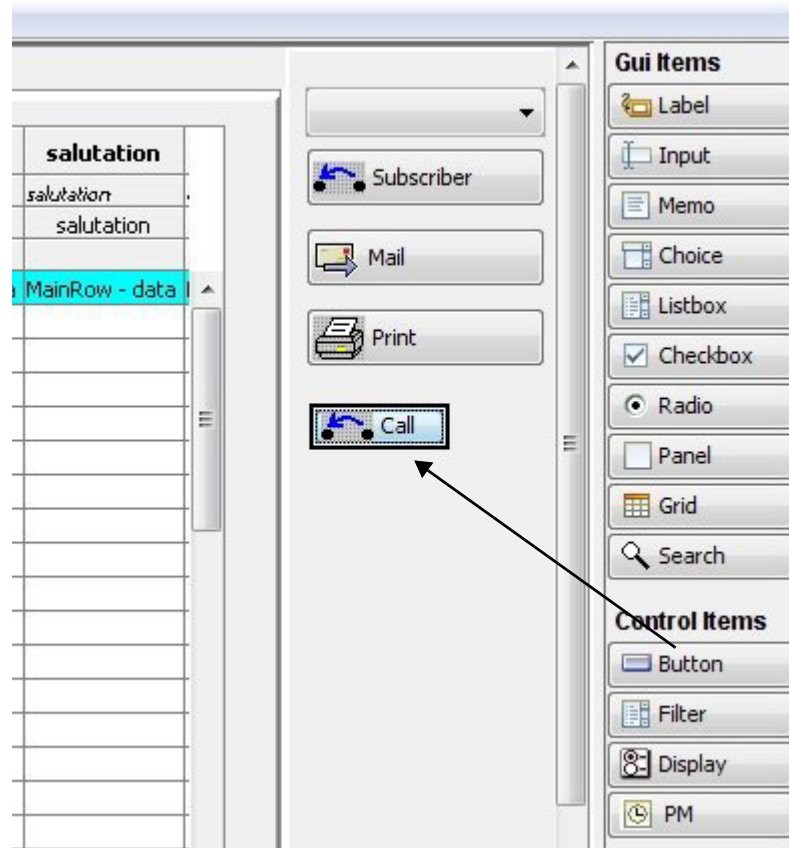 salutation
salutation
salutation
MainRow - data
Subscriber
Mail
Print
Call
Gui Items
Label
Input
Memo
Choice
Listbox
Checkbox
Radio
Panel
Grid
Search
Control Items
Button
Filter
Display
PM